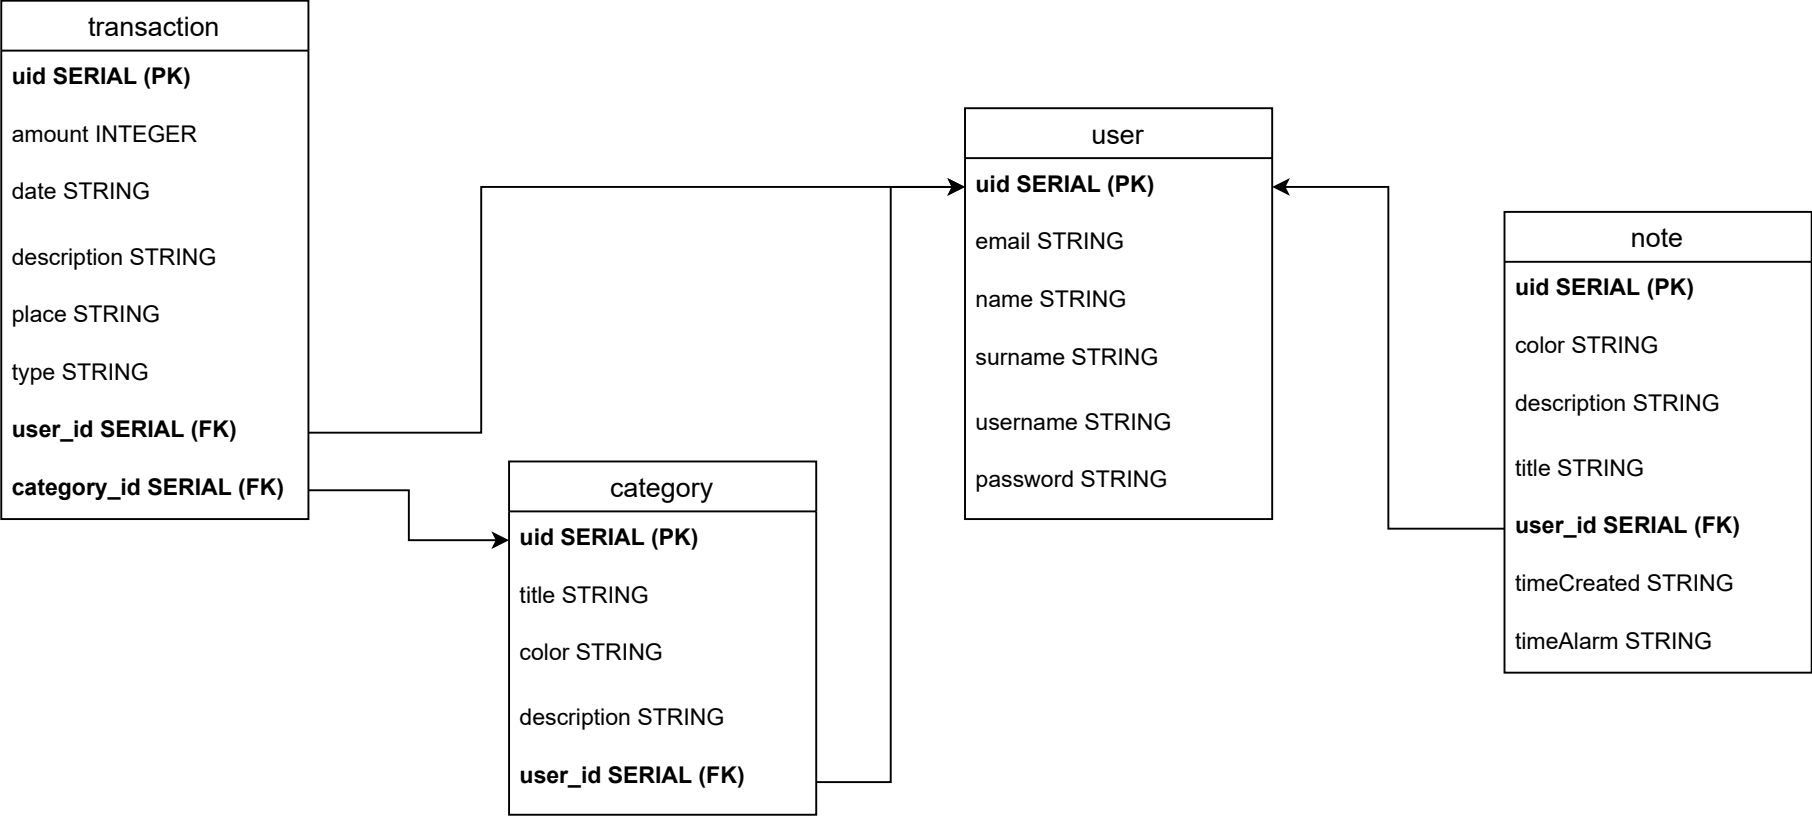 transaction
uid SERIAL (PK)
amount INTEGER
date STRING
description STRING
place STRING
type STRING
user_id SERIAL (FK)
category_id SERIAL (FK)
category
uid SERIAL (PK)
title STRING
color STRING
description STRING
user_id SERIAL (FK)
user
uid SERIAL (PK)
email STRING
name STRING
surname STRING
username STRING
password STRING
note
uid SERIAL (PK)
color STRING
description STRING
title STRING
user_id SERIAL (FK)
timeCreated STRING
timeAlarm STRING